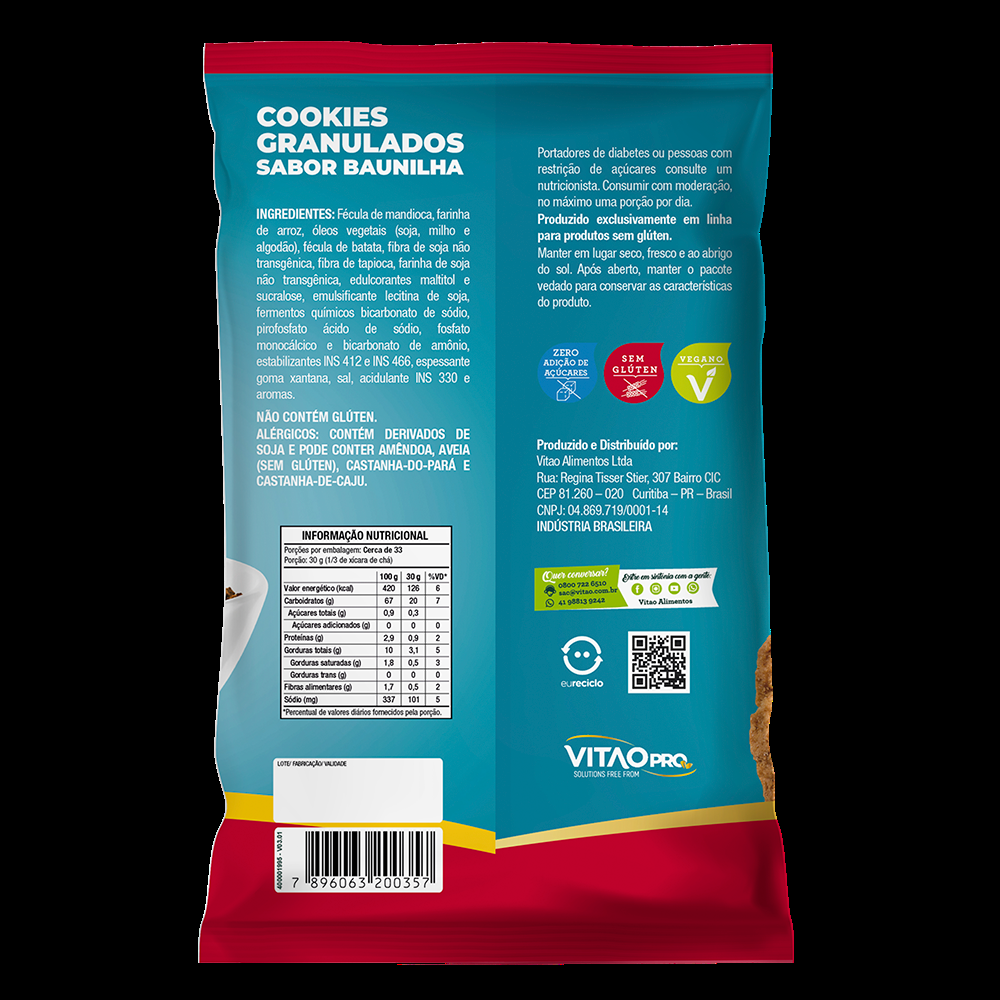 COOKIES
GRANULADOS
SABOR BAUNILHA
INGREDIENTES: Fécula de mandioca, farinha
de arroz, óleos vegetais (soja, milho e
algodão), fécula de batata, fibra de soja não
transgênica, fibra de tapioca, farinha de soja
não transgênica, edulcorantes maltitol e
sucralose, emulsificante lecitina de soja,
fermentos químicos bicarbonato de sódio,
pirofosfato ácido de sódio, fosfato
monocálcico e bicarbonato de amônio,
estabilizantes INS 412 e INS 466, espessante
goma xantana, sal, acidulante INS 330 e
aromas.
NÃO CONTÉM GLÚTEN.
ALÉRGICOS: CONTÉM DERIVADOS DE
SOJA E PODE CONTER AMÊNDOA, AVEIA
(SEM GLÚTEN), CASTANHA-DO-PARÁ E
CASTANHA-DE-CAJU.
INFORMAÇÃO NUTRICIONAL
Porções por embalagem: Cerca de 33
Porção: 30 g (1/3 de xícara de chá)
100 g 30 g %VD*
Valor energético (kcal) 420 126 6
Carboidratos (g) 67 20 7
Açúcares totais (g) 0,9 0,3
Açúcares adicionados (g) 0 0 0
Proteínas (g) 2,9 0,9 2
Gorduras totais (g) 10 3,1 5
Gorduras saturadas (g) 1,8 0,5 3
Gorduras trans (g) 0 0 0
Fibras alimentares (g) 1,7 0,5 2
Sódio (mg) 337 101 5
*Percentual de valores diários fornecidos pela porção.
LOTE/ FABRICAÇÃO/ VALIDADE
400001995 - V03.01
7 896063 200357
Portadores de diabetes ou pessoas com
restrição de açúcares consulte um
nutricionista. Consumir com moderação,
no máximo uma porção por dia.
Produzido exclusivamente em linha
para produtos sem glúten.
Manter em lugar seco, fresco e ao abrigo
do sol. Após aberto, manter o pacote
vedado para conservar as características
do produto.
ZERO
ADIÇÃO DE
AÇÚCARES
SEM
GLÚTEN
VEGANO
V
Produzido e Distribuído por:
Vitao Alimentos Ltda
Rua: Regina Tisser Stier, 307 Bairro CIC
CEP 81.260 – 020 Curitiba – PR – Brasil
CNPJ: 04.869.719/0001-14
INDÚSTRIA BRASILEIRA
Quer conversar?
0800 722 6510
sac@vitao.com.br
41 98813 9242
Entre em sintonia com a gente:
Vitao Alimentos
eureciclo
VITAO PRO
SOLUTIONS FREE FROM